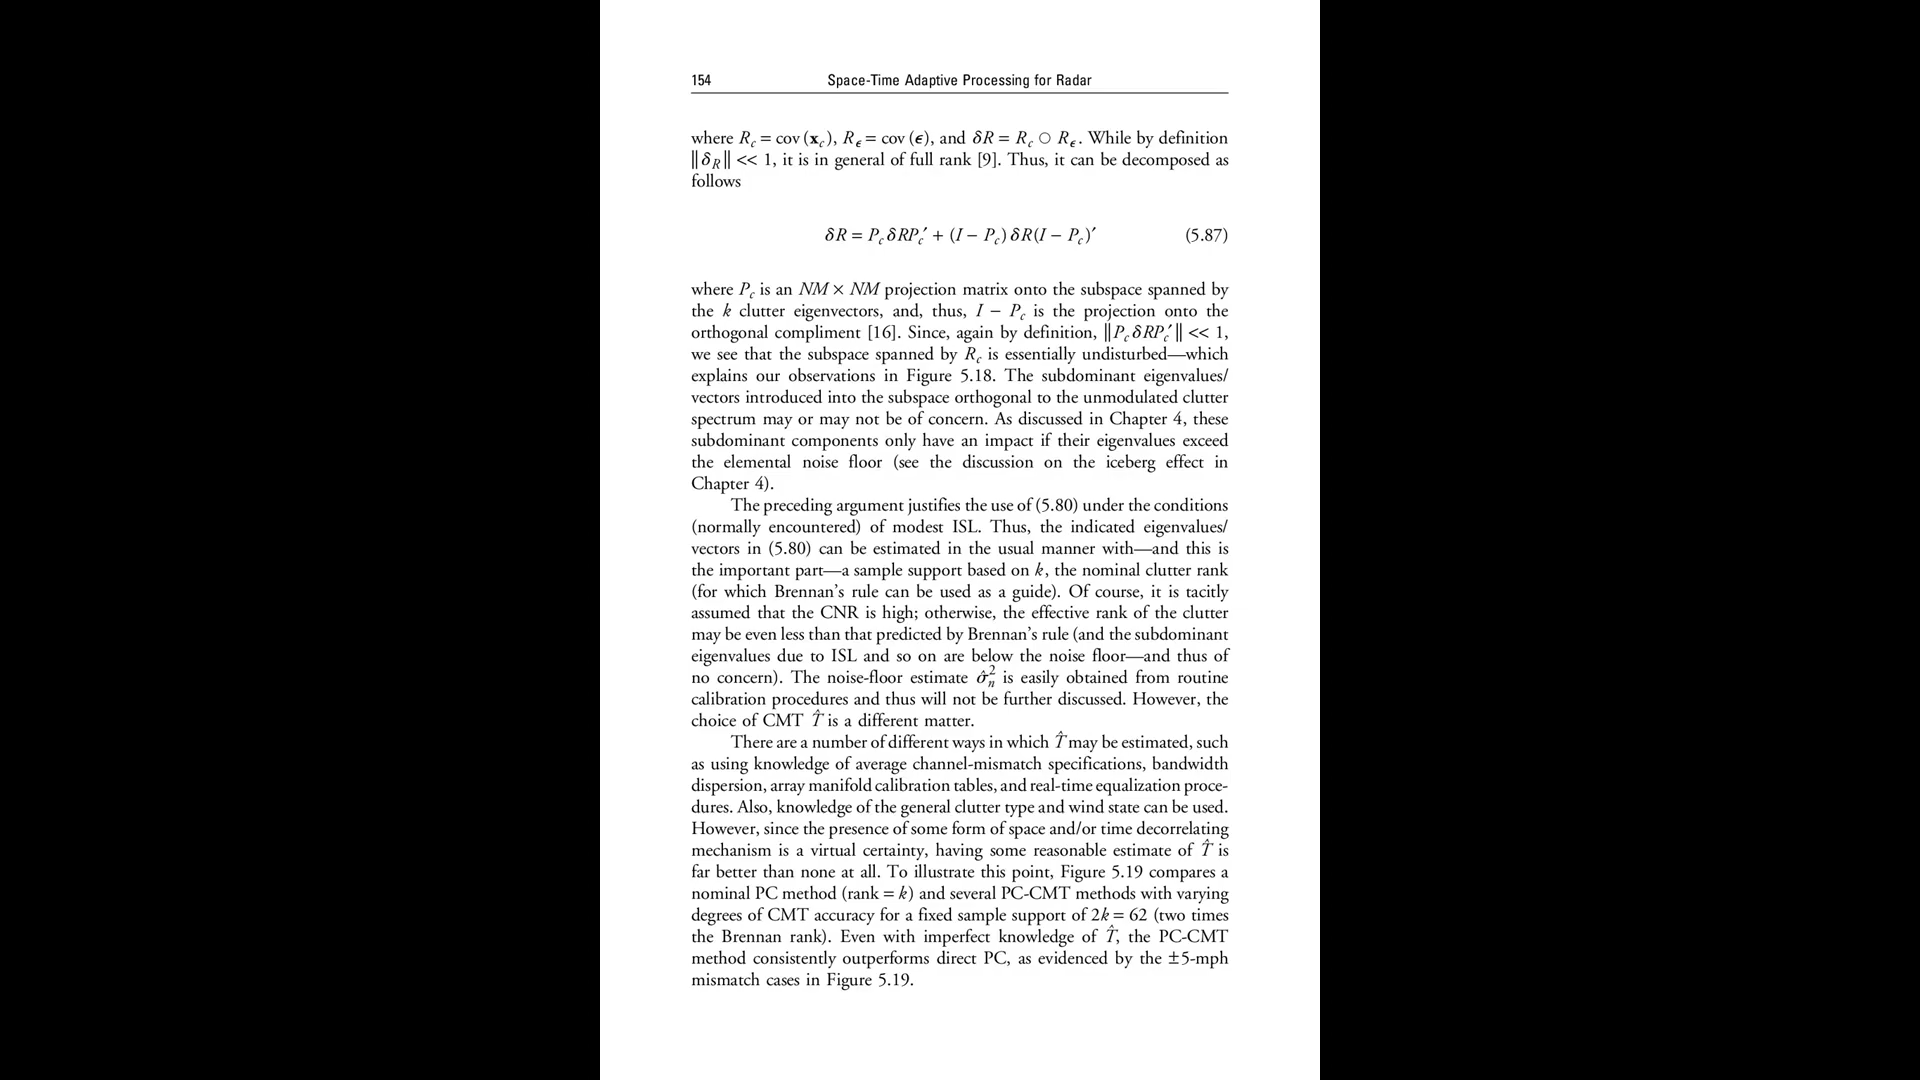 154 Space-Time Adaptive Processing for Radar
where R_c = cov (x_c), R_ϵ = cov (ϵ), and δR = R_c ○ R_ϵ. While by definition
‖δ_R‖ << 1, it is in general of full rank [9]. Thus, it can be decomposed as
follows
δR = P_c δRP_c′ + (I − P_c) δR(I − P_c)′ (5.87)
where P_c is an NM × NM projection matrix onto the subspace spanned by
the k clutter eigenvectors, and, thus, I − P_c is the projection onto the
orthogonal compliment [16]. Since, again by definition, ‖P_c δRP_c′‖ << 1,
we see that the subspace spanned by R_c is essentially undisturbed—which
explains our observations in Figure 5.18. The subdominant eigenvalues/
vectors introduced into the subspace orthogonal to the unmodulated clutter
spectrum may or may not be of concern. As discussed in Chapter 4, these
subdominant components only have an impact if their eigenvalues exceed
the elemental noise floor (see the discussion on the iceberg effect in
Chapter 4).
The preceding argument justifies the use of (5.80) under the conditions
(normally encountered) of modest ISL. Thus, the indicated eigenvalues/
vectors in (5.80) can be estimated in the usual manner with—and this is
the important part—a sample support based on k, the nominal clutter rank
(for which Brennan's rule can be used as a guide). Of course, it is tacitly
assumed that the CNR is high; otherwise, the effective rank of the clutter
may be even less than that predicted by Brennan's rule (and the subdominant
eigenvalues due to ISL and so on are below the noise floor—and thus of
no concern). The noise-floor estimate σ̂_n^2 is easily obtained from routine
calibration procedures and thus will not be further discussed. However, the
choice of CMT T̂ is a different matter.
There are a number of different ways in which T̂ may be estimated, such
as using knowledge of average channel-mismatch specifications, bandwidth
dispersion, array manifold calibration tables, and real-time equalization proce-
dures. Also, knowledge of the general clutter type and wind state can be used.
However, since the presence of some form of space and/or time decorrelating
mechanism is a virtual certainty, having some reasonable estimate of T̂ is
far better than none at all. To illustrate this point, Figure 5.19 compares a
nominal PC method (rank = k) and several PC-CMT methods with varying
degrees of CMT accuracy for a fixed sample support of 2k = 62 (two times
the Brennan rank). Even with imperfect knowledge of T̂, the PC-CMT
method consistently outperforms direct PC, as evidenced by the ±5-mph
mismatch cases in Figure 5.19.